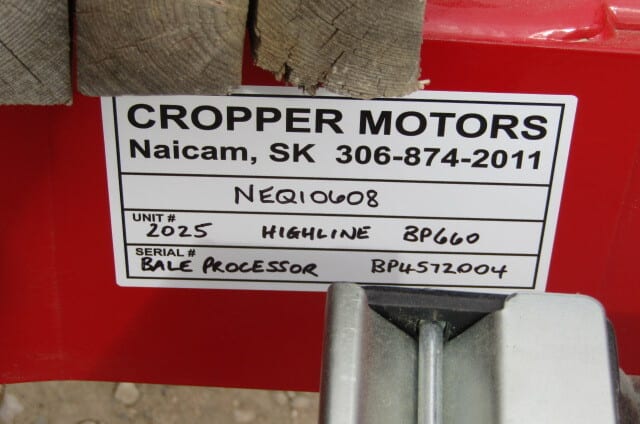 CROPPER MOTORS
Naicam, SK 306-874-2011
NEQ10608
UNIT #
2025 HIGHLINE BP660
SERIAL #
BALE PROCESSOR BP4572004